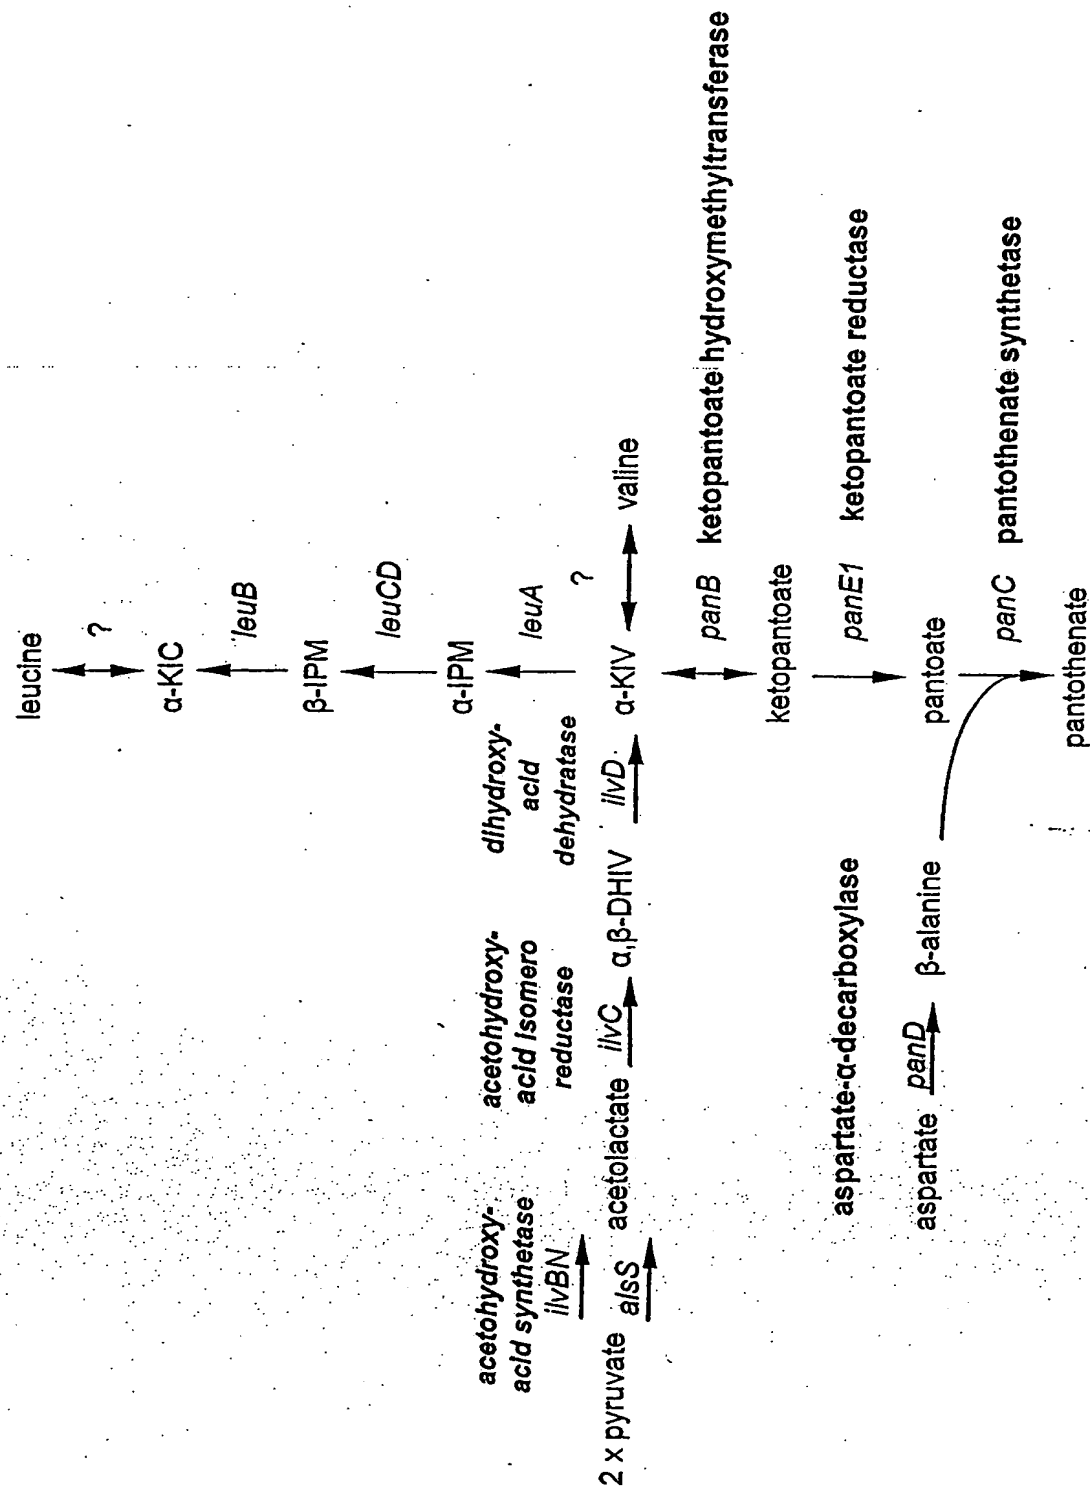 leucine
?
α-KIC
leuB
β-IPM
leuCD
α-IPM
leuA
?
acetohydroxy-
acid synthetase
ilvBN
acetohydroxy-
acid isomero
reductase
dihydroxy-
acid
dehydratase
2 x pyruvate alsS acetolactate ilvC α,β-DHIV ilvD α-KIV valine
panB ketopantoate hydroxymethyltransferase
ketopantoate
panE1 ketopantoate reductase
aspartate-α-decarboxylase
aspartate panD β-alanine
pantoate
panC pantothenate synthetase
pantothenate